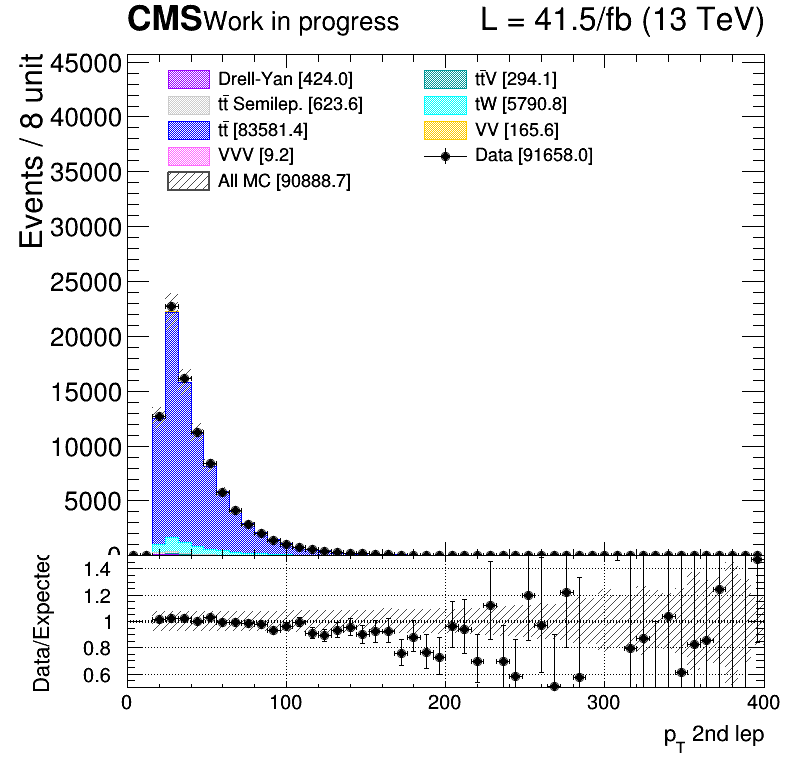 CMS Work in progress L = 41.5/fb (13 TeV)
Events / 8 unit
45000
40000
35000
30000
25000
20000
15000
10000
5000
0
Drell-Yan [424.0]
tt̄ Semilep. [623.6]
tt̄ [83581.4]
VVV [9.2]
All MC [90888.7]
tt̄V [294.1]
tW [5790.8]
VV [165.6]
Data [91658.0]
Data/Expected
1.4
1.2
1
0.8
0.6
0 100 200 300 400
p_T 2nd lep